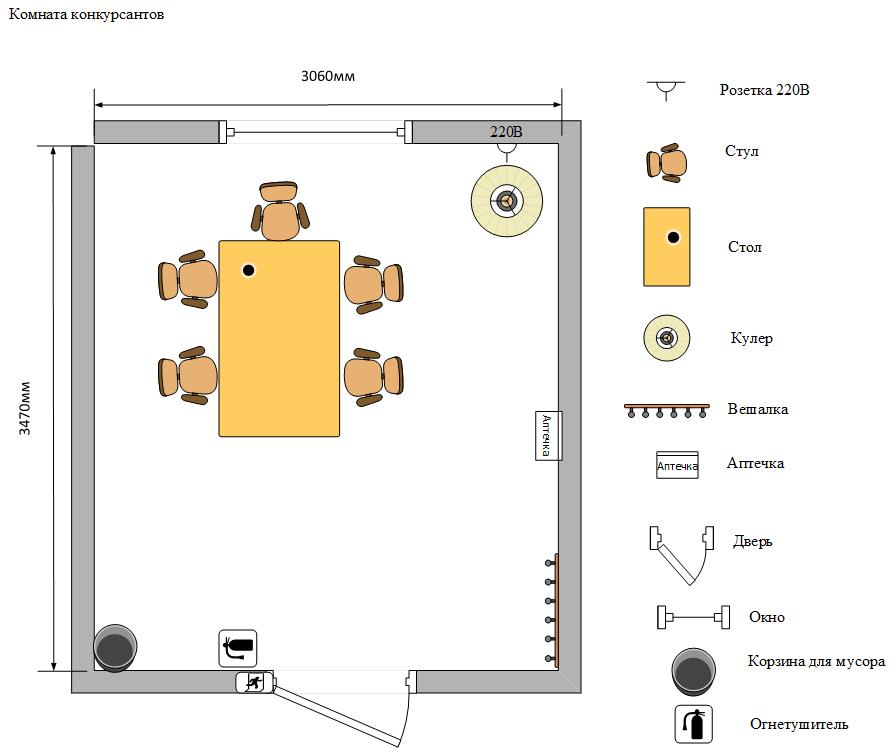 Комната конкурсантов
3060мм
220В
3470мм
Аптечка
Розетка 220В
Стул
Стол
Кулер
Вешалка
Аптечка
Аптечка
Дверь
Окно
Корзина для мусора
Огнетушитель